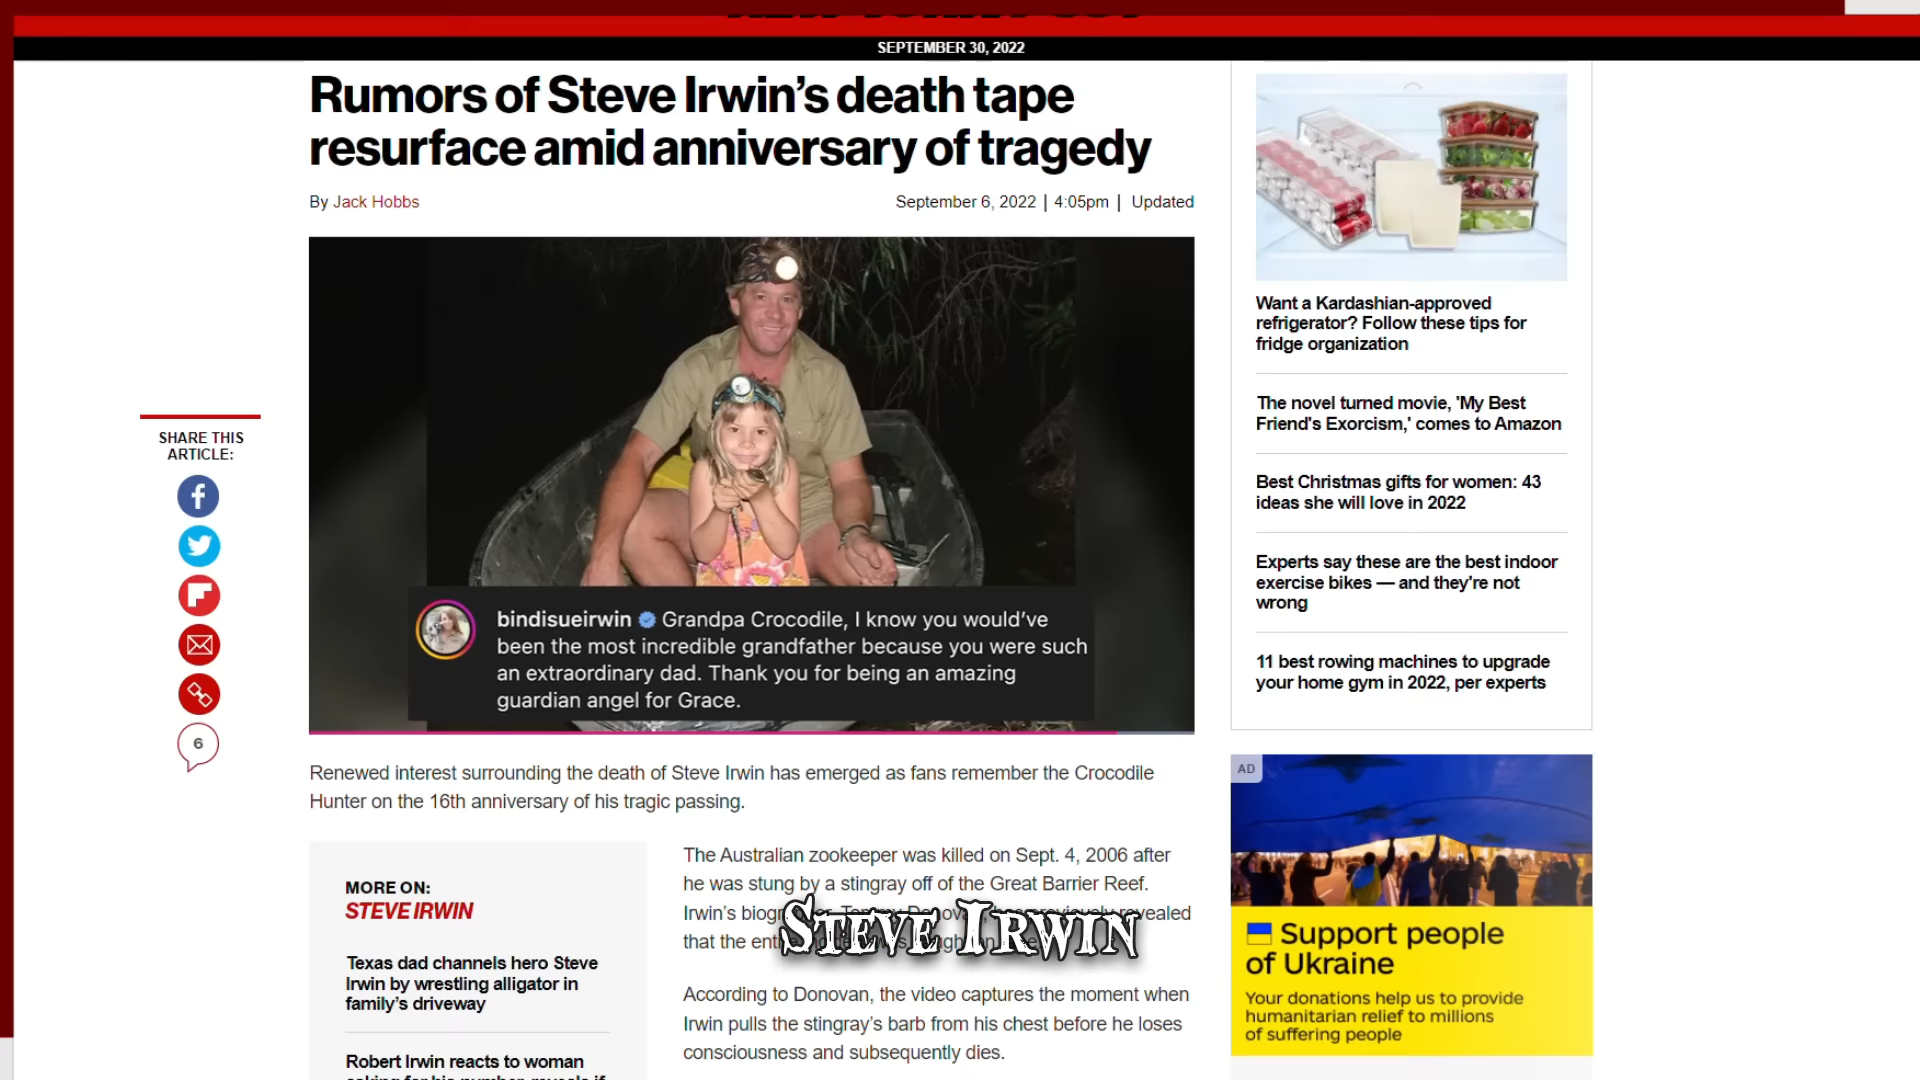 SEPTEMBER 30, 2022
Rumors of Steve Irwin's death tape
resurface amid anniversary of tragedy
By Jack Hobbs
September 6, 2022 | 4:05pm | Updated
SHARE THIS
ARTICLE:
6
bindisueirwin Grandpa Crocodile, I know you would've
been the most incredible grandfather because you were such
an extraordinary dad. Thank you for being an amazing
guardian angel for Grace.
Renewed interest surrounding the death of Steve Irwin has emerged as fans remember the Crocodile
Hunter on the 16th anniversary of his tragic passing.
MORE ON:
STEVE IRWIN
Texas dad channels hero Steve
Irwin by wrestling alligator in
family's driveway
Robert Irwin reacts to woman
The Australian zookeeper was killed on Sept. 4, 2006 after
he was stung by a stingray off of the Great Barrier Reef.
Irwin's revealed
that the
STEVE IRWIN
According to Donovan, the video captures the moment when
Irwin pulls the stingray's barb from his chest before he loses
consciousness and subsequently dies.
Want a Kardashian-approved
refrigerator? Follow these tips for
fridge organization
The novel turned movie, 'My Best
Friend's Exorcism,' comes to Amazon
Best Christmas gifts for women: 43
ideas she will love in 2022
Experts say these are the best indoor
exercise bikes — and they're not
wrong
11 best rowing machines to upgrade
your home gym in 2022, per experts
AD
Support people
of Ukraine
Your donations help us to provide
humanitarian relief to millions
of suffering people